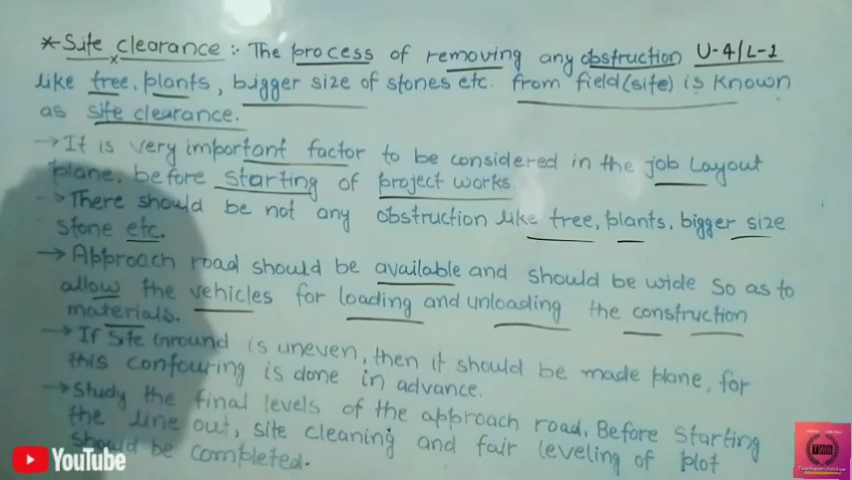 *Site clearance :- The process of removing any obstruction U-4/L-1
like tree, plants, bigger size of stones etc. from field(site) is known
as site clearance.
→ It is very important factor to be considered in the job Layout
plane, before starting of project works.
→ There should be not any obstruction like tree, plants, bigger size
stone etc.
→ Approach road should be available and should be wide so as to
allow the vehicles for loading and unloading the construction
materials.
→ If site Ground is uneven, then it should be made plane, for
this contouring is done in advance.
→ Study the final levels of the approach road. Before starting
the line out, site cleaning and fair leveling of plot
should be completed.
YouTube
TWS